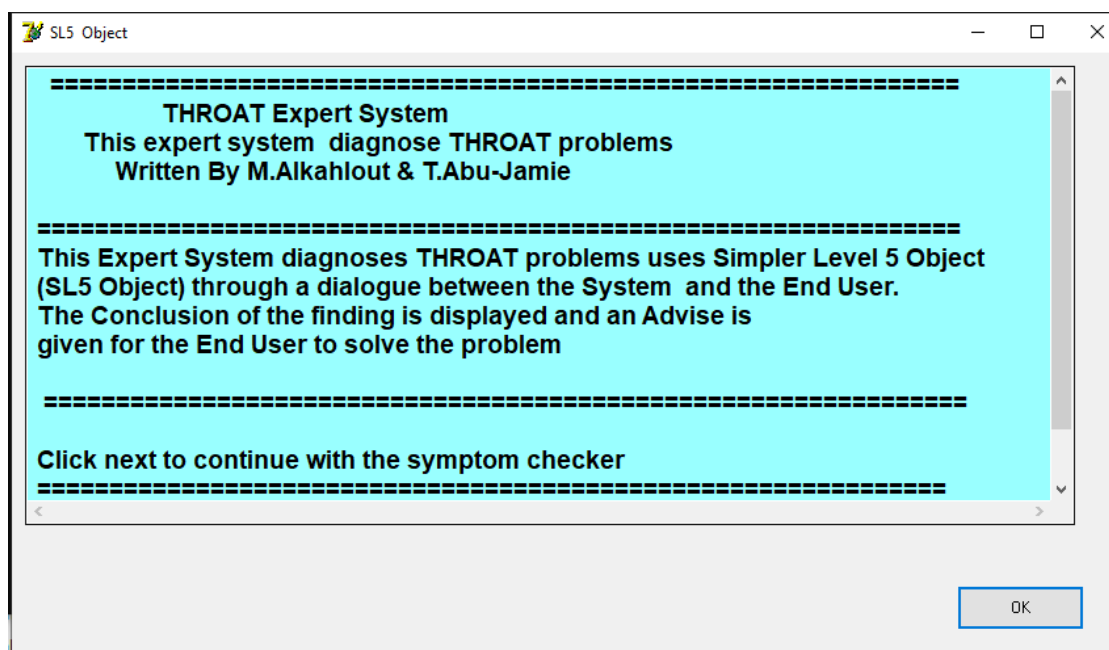 SL5 Object
===============================================================
THROAT Expert System
This expert system diagnose THROAT problems
Written By M.Alkahlout & T.Abu-Jamie
================================================================
This Expert System diagnoses THROAT problems uses Simpler Level 5 Object
(SL5 Object) through a dialogue between the System and the End User.
The Conclusion of the finding is displayed and an Advise is
given for the End User to solve the problem
================================================================
Click next to continue with the symptom checker
===============================================================
OK